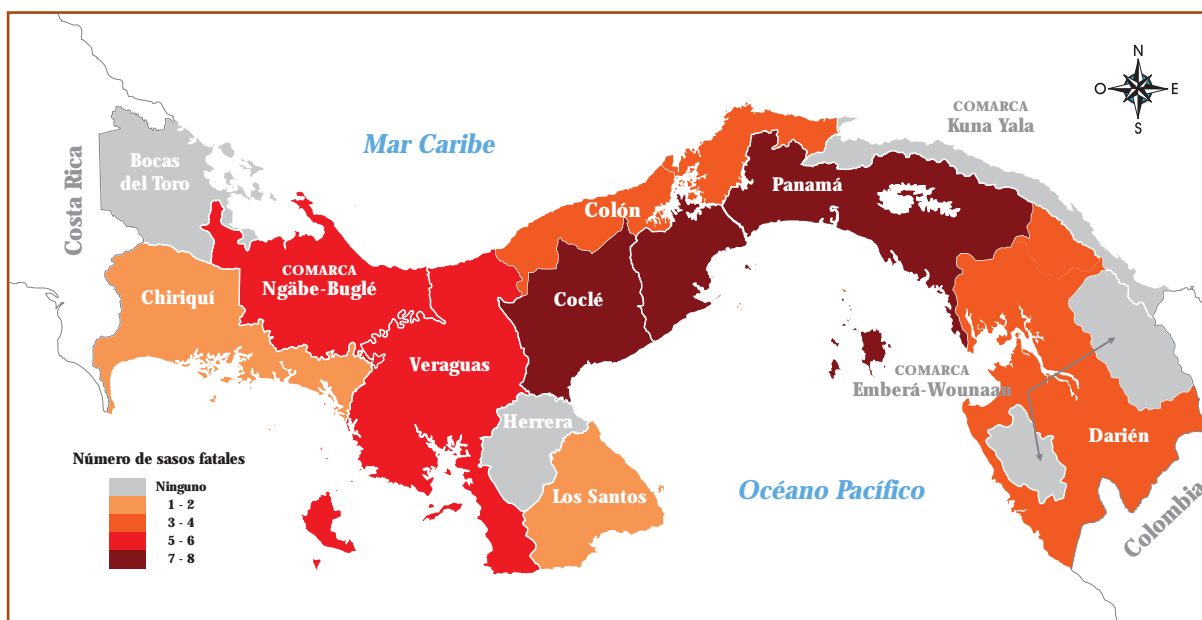 N
O
E
S
COMARCA
Kuna Yala
Mar Caribe
Costa Rica
Bocas
del Toro
Panamá
Colón
COMARCA
Ngäbe-Buglé
Chiriquí
Coclé
Veraguas
COMARCA
Emberá-Wounaan
Herrera
Darién
Los Santos
Océano Pacífico
Colombia
Número de sasos fatales
Ninguno
1 - 2
3 - 4
5 - 6
7 - 8